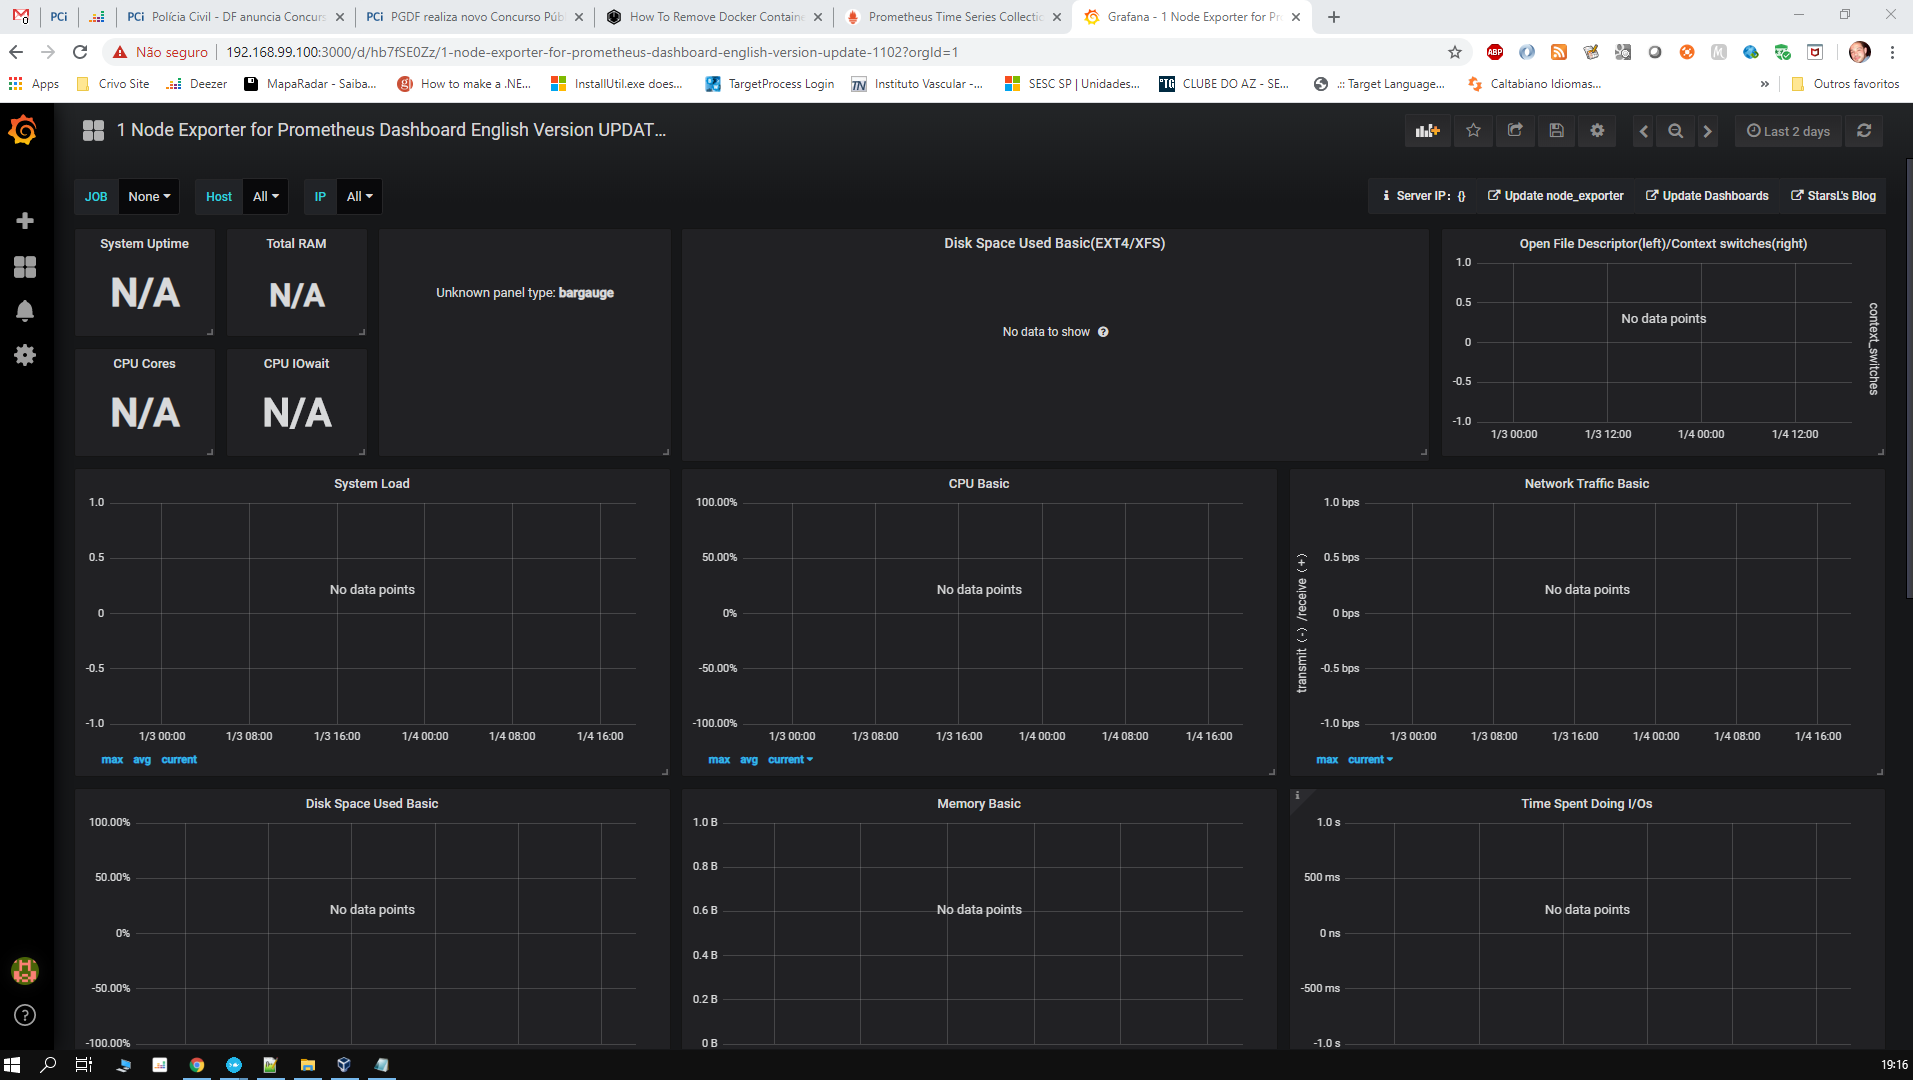 PCi
Polícia Civil - DF anuncia Concurs
PGDF realiza novo Concurso Púb
How To Remove Docker Containe
Prometheus Time Series Collectio
Grafana - 1 Node Exporter for Pr
Não seguro
192.168.99.100:3000/d/hb7fSE0Zz/1-node-exporter-for-prometheus-dashboard-english-version-update-1102?orgId=1
ABP
Apps
Crivo Site
Deezer
MapaRadar - Saiba...
How to make a .NE...
InstallUtil.exe does...
TargetProcess Login
Instituto Vascular -...
SESC SP | Unidades...
CLUBE DO AZ - SE...
.:: Target Language...
Caltabiano Idiomas...
»
Outros favoritos
1 Node Exporter for Prometheus Dashboard English Version UPDAT...
Last 2 days
JOB None
Host All
IP All
Server IP: {}
Update node_exporter
Update Dashboards
StarsL's Blog
System Uptime
N/A
Total RAM
N/A
CPU Cores
N/A
CPU IOwait
N/A
Unknown panel type: bargauge
Disk Space Used Basic(EXT4/XFS)
No data to show
Open File Descriptor(left)/Context switches(right)
1.0
0.5
0
-0.5
-1.0
No data points
context_switches
1/3 00:00 1/3 12:00 1/4 00:00 1/4 12:00
System Load
1.0
0.5
0
-0.5
-1.0
No data points
1/3 00:00 1/3 08:00 1/3 16:00 1/4 00:00 1/4 08:00 1/4 16:00
max avg current
CPU Basic
100.00%
50.00%
0%
-50.00%
-100.00%
No data points
1/3 00:00 1/3 08:00 1/3 16:00 1/4 00:00 1/4 08:00 1/4 16:00
max avg current
Network Traffic Basic
transmit (-) /receive (+)
1.0 bps
0.5 bps
0 bps
-0.5 bps
-1.0 bps
No data points
1/3 00:00 1/3 08:00 1/3 16:00 1/4 00:00 1/4 08:00 1/4 16:00
max current
Disk Space Used Basic
100.00%
50.00%
0%
-50.00%
-100.00%
No data points
Memory Basic
1.0 B
0.8 B
0.6 B
0.4 B
0.2 B
0 B
No data points
Time Spent Doing I/Os
1.0 s
500 ms
0 ns
-500 ms
-1.0 s
No data points
19:16